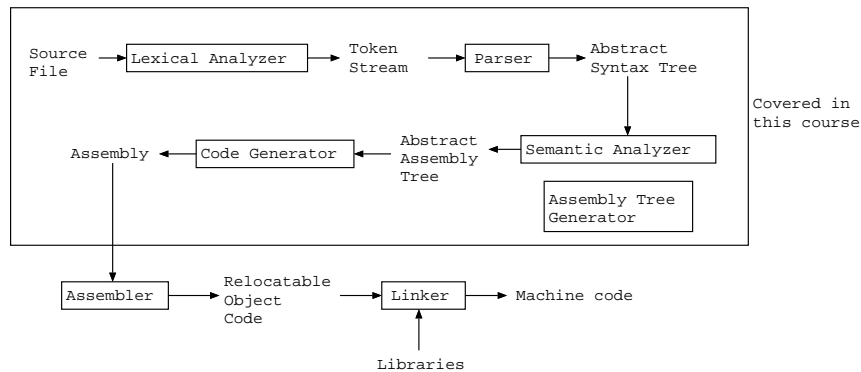 Source
File
Lexical Analyzer
Token
Stream
Parser
Abstract
Syntax Tree
Covered in
this course
Semantic Analyzer
Abstract
Assembly
Tree
Code Generator
Assembly
Assembly Tree
Generator
Assembler
Relocatable
Object
Code
Linker
Machine code
Libraries